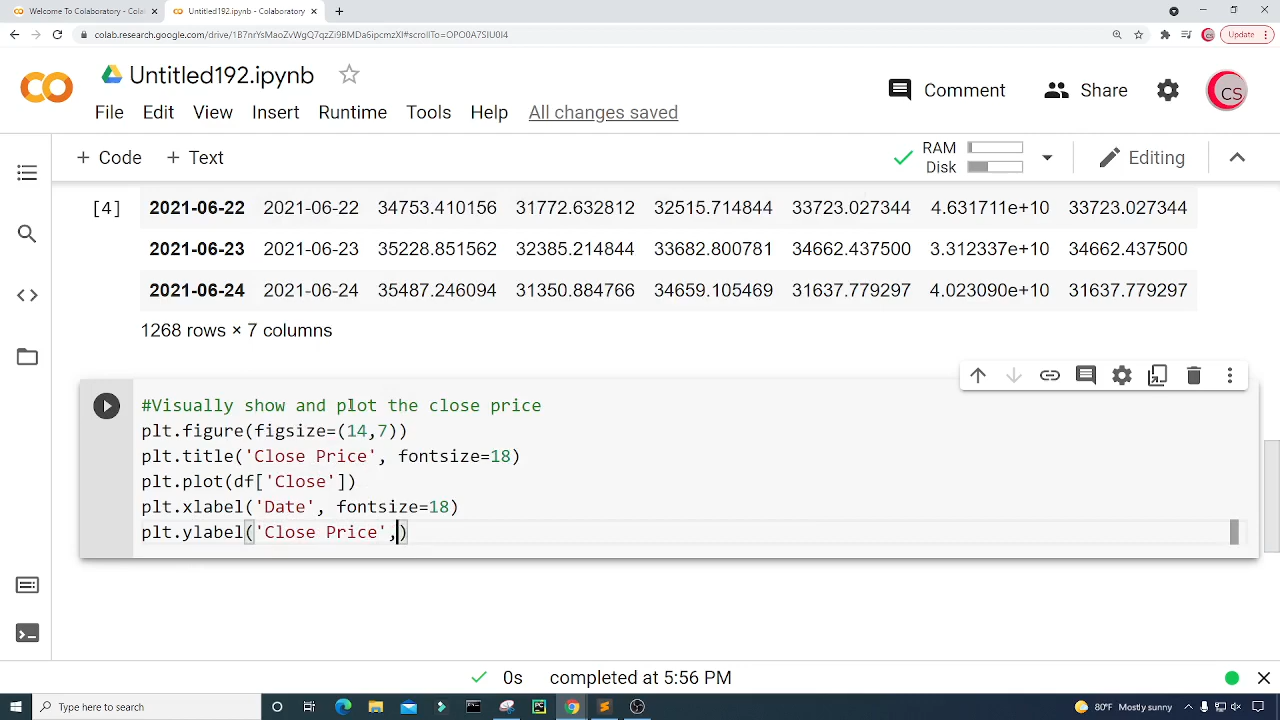 Welcome To Colaboratory - Colal
Untitled192.ipynb - Colaboratory
colab.research.google.com/drive/1B7nrYsMaoZvWgQ7qzZi9BMDa6ipcmzXl#scrollTo=OPO0A7SIU0I4
Update
Untitled192.ipynb
File Edit View Insert Runtime Tools Help All changes saved
Comment Share CS
+ Code + Text
RAM
Disk
Editing
[4] 2021-06-22 2021-06-22 34753.410156 31772.632812 32515.714844 33723.027344 4.631711e+10 33723.027344
2021-06-23 2021-06-23 35228.851562 32385.214844 33682.800781 34662.437500 3.312337e+10 34662.437500
2021-06-24 2021-06-24 35487.246094 31350.884766 34659.105469 31637.779297 4.023090e+10 31637.779297
1268 rows × 7 columns
#Visually show and plot the close price
plt.figure(figsize=(14,7))
plt.title('Close Price', fontsize=18)
plt.plot(df['Close'])
plt.xlabel('Date', fontsize=18)
plt.ylabel('Close Price',)
0s completed at 5:56 PM
Type here to search
80°F Mostly sunny